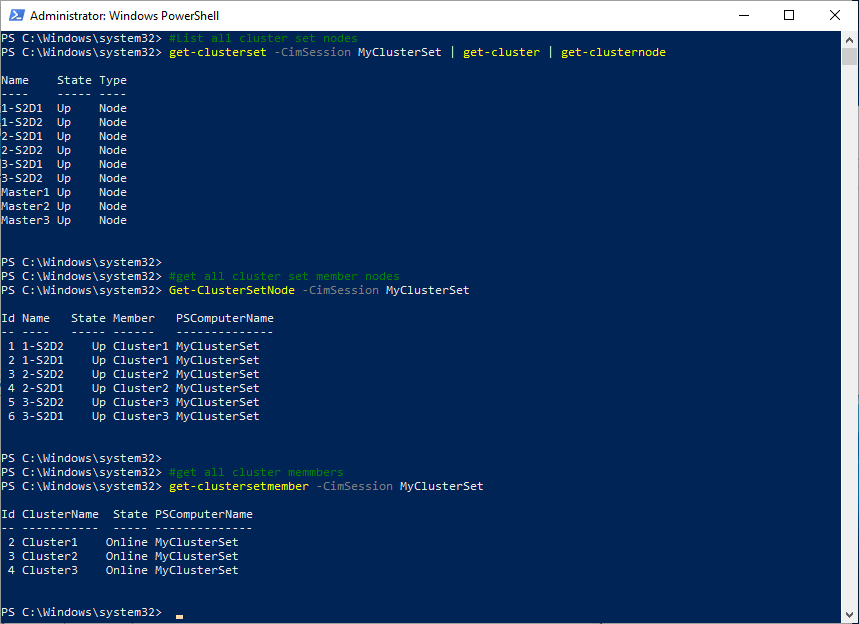 Administrator: Windows PowerShell
PS C:\Windows\system32> #List all cluster set nodes
PS C:\Windows\system32> get-clusterset -CimSession MyClusterSet | get-cluster | get-clusternode
Name    State Type
----    ----- ----
1-S2D1  Up    Node
1-S2D2  Up    Node
2-S2D1  Up    Node
2-S2D2  Up    Node
3-S2D1  Up    Node
3-S2D2  Up    Node
Master1 Up    Node
Master2 Up    Node
Master3 Up    Node
PS C:\Windows\system32>
PS C:\Windows\system32> #get all cluster set member nodes
PS C:\Windows\system32> Get-ClusterSetNode -CimSession MyClusterSet
Id Name   State Member   PSComputerName
-- ----   ----- ------   --------------
 1 1-S2D2    Up Cluster1 MyClusterSet
 2 1-S2D1    Up Cluster1 MyClusterSet
 3 2-S2D2    Up Cluster2 MyClusterSet
 4 2-S2D1    Up Cluster2 MyClusterSet
 5 3-S2D2    Up Cluster3 MyClusterSet
 6 3-S2D1    Up Cluster3 MyClusterSet
PS C:\Windows\system32>
PS C:\Windows\system32> #get all cluster memmbers
PS C:\Windows\system32> get-clustersetmember -CimSession MyClusterSet
Id ClusterName  State PSComputerName
-- -----------  ----- --------------
 2 Cluster1    Online MyClusterSet
 3 Cluster2    Online MyClusterSet
 4 Cluster3    Online MyClusterSet
PS C:\Windows\system32> _